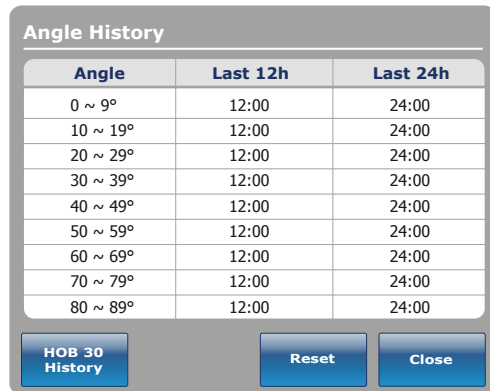 Angle History
Angle Last 12h Last 24h
0 ~ 9° 12:00 24:00
10 ~ 19° 12:00 24:00
20 ~ 29° 12:00 24:00
30 ~ 39° 12:00 24:00
40 ~ 49° 12:00 24:00
50 ~ 59° 12:00 24:00
60 ~ 69° 12:00 24:00
70 ~ 79° 12:00 24:00
80 ~ 89° 12:00 24:00
HOB 30
History
Reset
Close